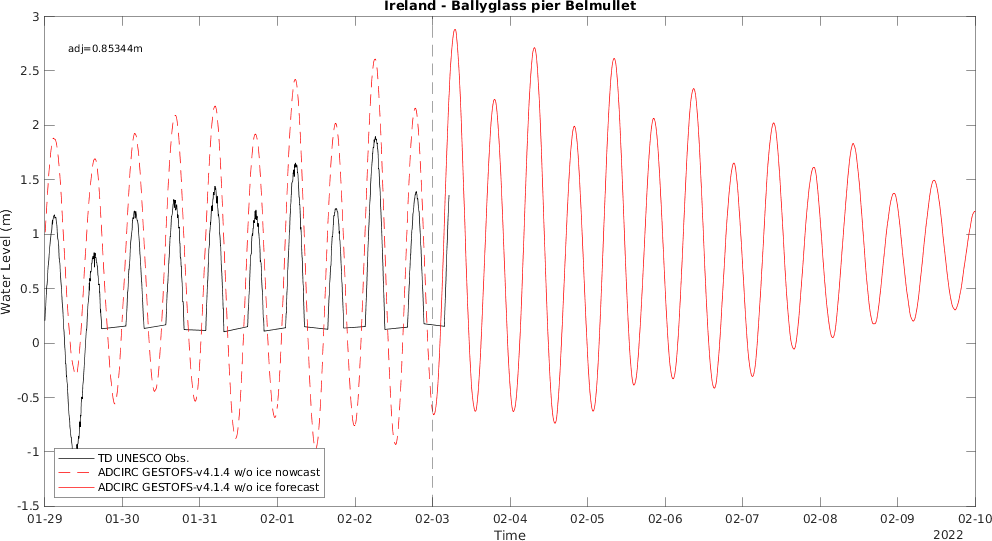 Ireland - Ballyglass pier Belmullet
adj=0.85344m
3
2.5
2
1.5
1
0.5
0
-0.5
-1
-1.5
Water Level (m)
TD UNESCO Obs.
ADCIRC GESTOFS-v4.1.4 w/o ice nowcast
ADCIRC GESTOFS-v4.1.4 w/o ice forecast
01-29 01-30 01-31 02-01 02-02 02-03 02-04 02-05 02-06 02-07 02-08 02-09 02-10
Time
2022